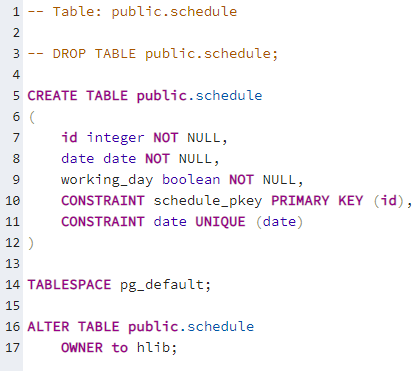 1 -- Table: public.schedule
2
3 -- DROP TABLE public.schedule;
4
5 CREATE TABLE public.schedule
6 (
7     id integer NOT NULL,
8     date date NOT NULL,
9     working_day boolean NOT NULL,
10     CONSTRAINT schedule_pkey PRIMARY KEY (id),
11     CONSTRAINT date UNIQUE (date)
12 )
13
14 TABLESPACE pg_default;
15
16 ALTER TABLE public.schedule
17     OWNER to hlib;